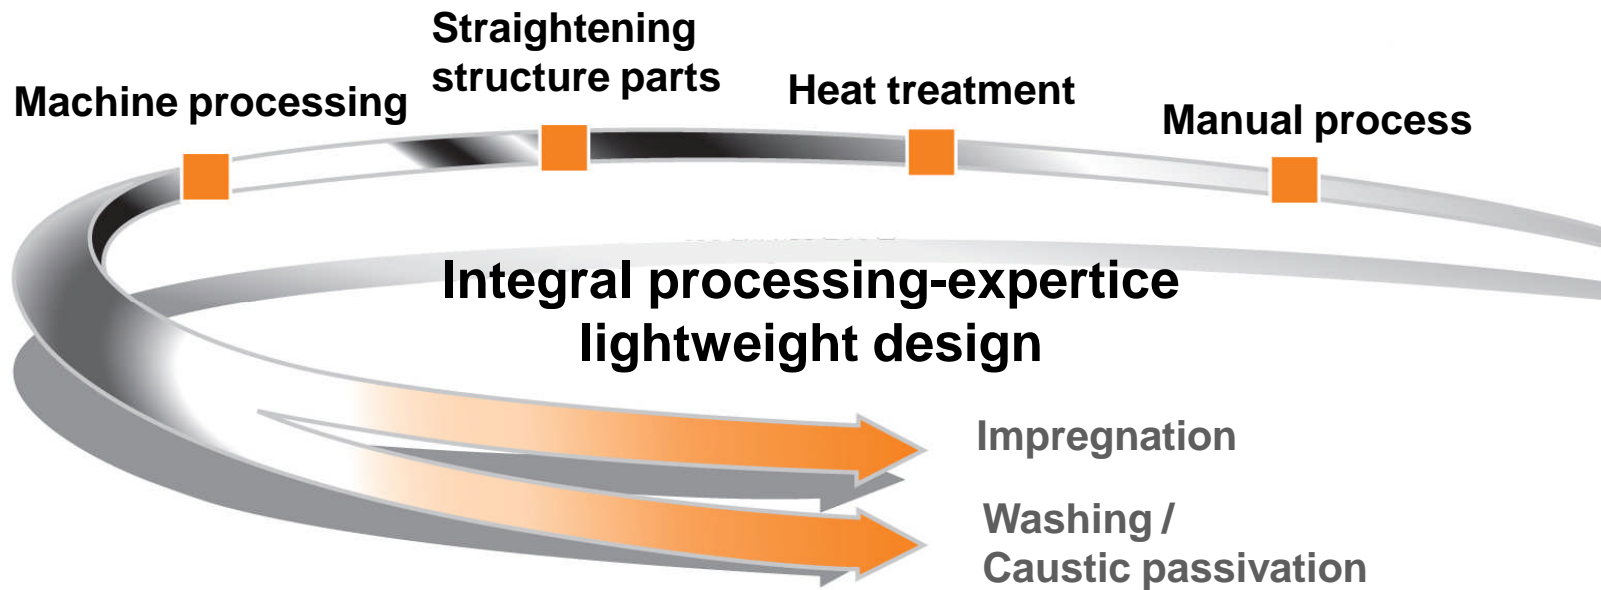 Straightening
structure parts
Machine processing
Heat treatment
Manual process
Integral processing-expertice
lightweight design
Impregnation
Washing /
Caustic passivation